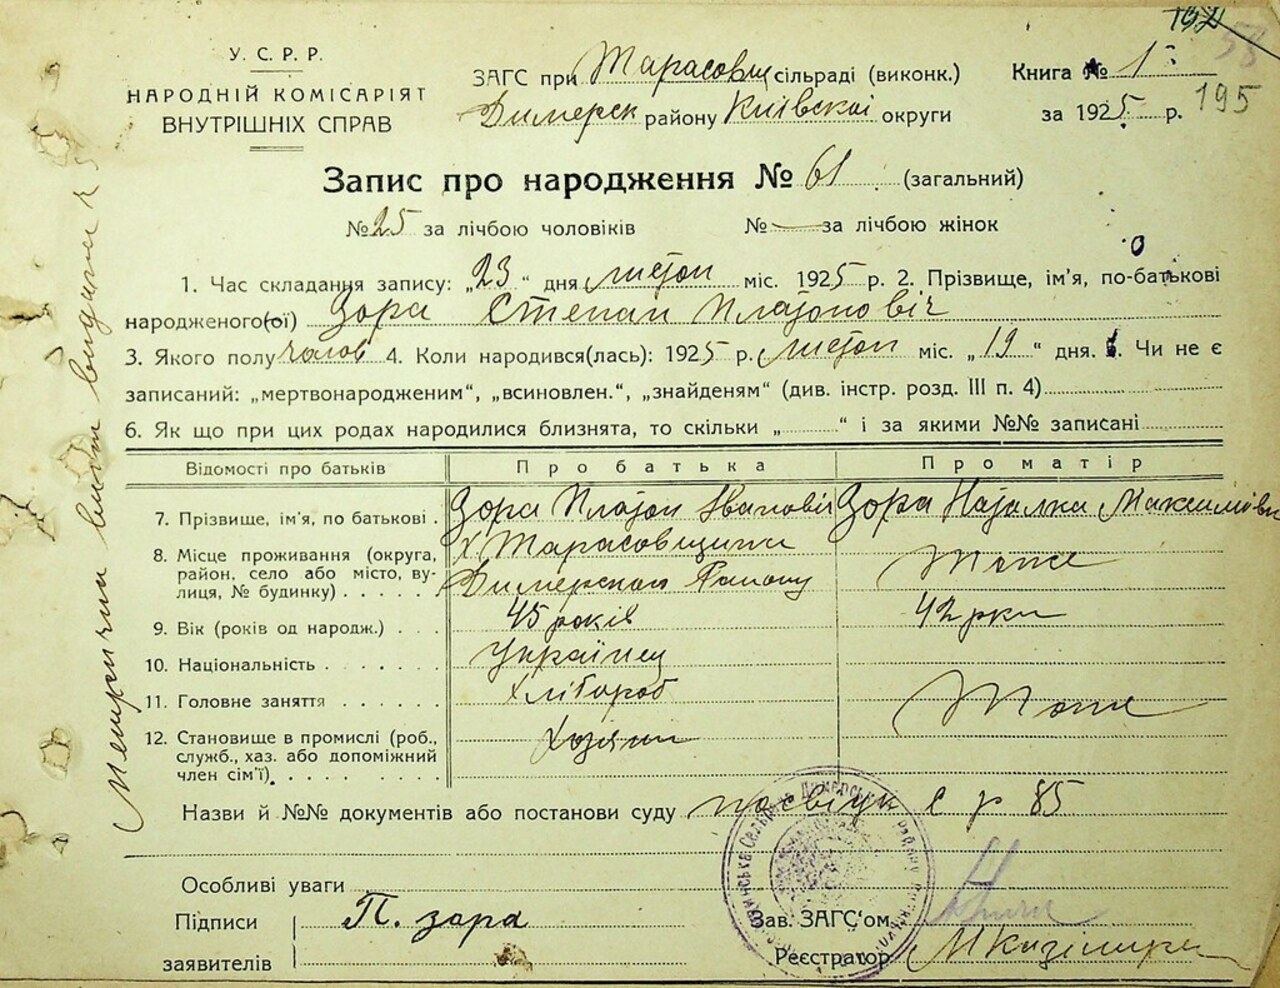 У. С. Р. Р.
НАРОДНІЙ КОМІСАРІЯТ
ВНУТРІШНІХ СПРАВ
ЗАГС при Тарасовщ сільраді (виконк.)
Димерск району Київскої округи
Книга № 1
за 1925 р.
195
Запис про народження № 61 (загальний)
№ 25 за лічбою чоловіків № — за лічбою жінок
1. Час складання запису: „23“ дня листоп міс. 1925 р. 2. Прізвище, ім'я, по-батькові
народженого(ої) Зора Степан Платонович
3. Якого полу чолов 4. Коли народився(лась): 1925 р. листоп міс. „19“ дня. 5. Чи не є
записаний: „мертвонародженим“, „всиновлен.“, „знайденям“ (див. інстр. розд. III п. 4)
6. Як що при цих родах народилися близнята, то скільки „ “ і за якими №№ записані
Відомості про батьків Про батька Про матір
7. Прізвище, ім'я, по батькові. Зора Платон Іванович Зора Наталка Максимівн
8. Місце проживання (округа, район, село або місто, вулиця, № будинку) х Тарасовщини Димерского Району Тоже
9. Вік (років од народж.) 45 років 42 роки
10. Національність Українец
11. Головне заняття Хлібороб Тоже
12. Становище в промислі (роб., служб., хаз. або допоміжний член сім'ї) Хозяин
Назви й №№ документів або постанови суду посвідк с р 85
Особливі уваги
Підписи П. Зора Зав. ЗАГС'ом
заявителів Реєстратор
Метрични виданий